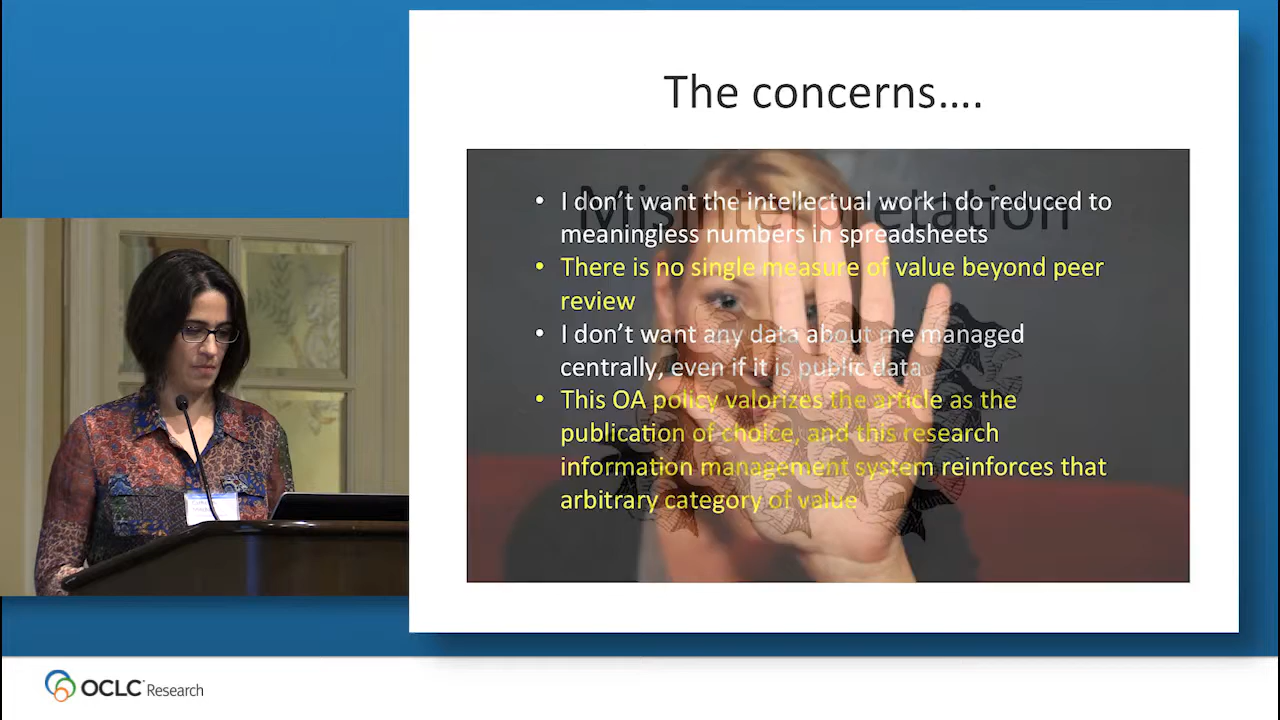 The concerns….
Misinterpretation
• I don’t want the intellectual work I do reduced to
meaningless numbers in spreadsheets
• There is no single measure of value beyond peer
review
• I don’t want any data about me managed
centrally, even if it is public data
• This OA policy valorizes the article as the
publication of choice, and this research
information management system reinforces that
arbitrary category of value
OCLC Research